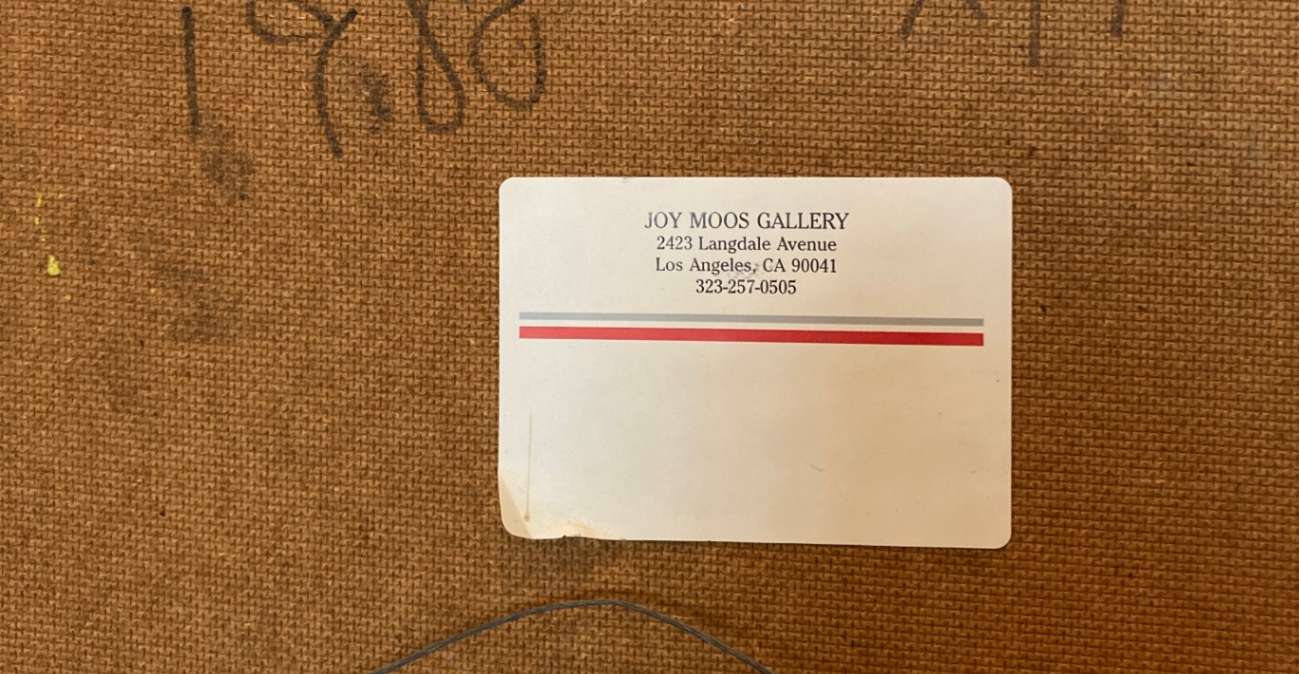 1988
JOY MOOS GALLERY
2423 Langdale Avenue
Los Angeles, CA 90041
323-257-0505